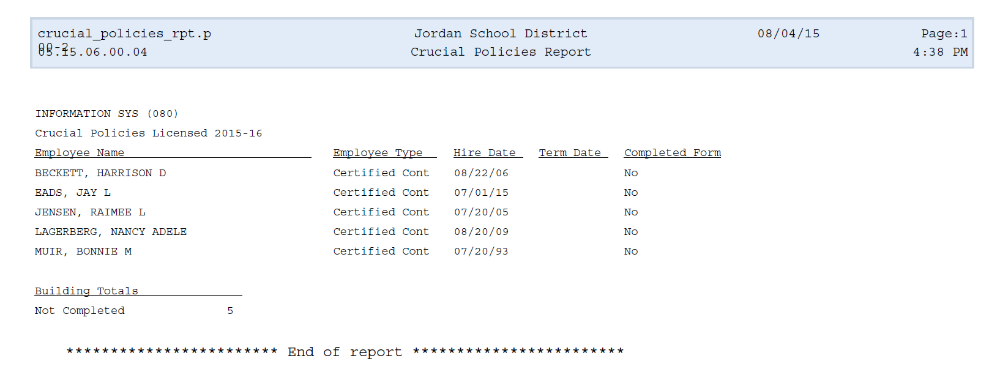 crucial_policies_rpt.p Jordan School District 08/04/15 Page:1
00-2
05.15.06.00.04 Crucial Policies Report 4:38 PM
INFORMATION SYS (080)
Crucial Policies Licensed 2015-16
Employee Name Employee Type Hire Date Term Date Completed Form
BECKETT, HARRISON D Certified Cont 08/22/06 No
EADS, JAY L Certified Cont 07/01/15 No
JENSEN, RAIMEE L Certified Cont 07/20/05 No
LAGERBERG, NANCY ADELE Certified Cont 08/20/09 No
MUIR, BONNIE M Certified Cont 07/20/93 No
Building Totals
Not Completed 5
************************ End of report ************************